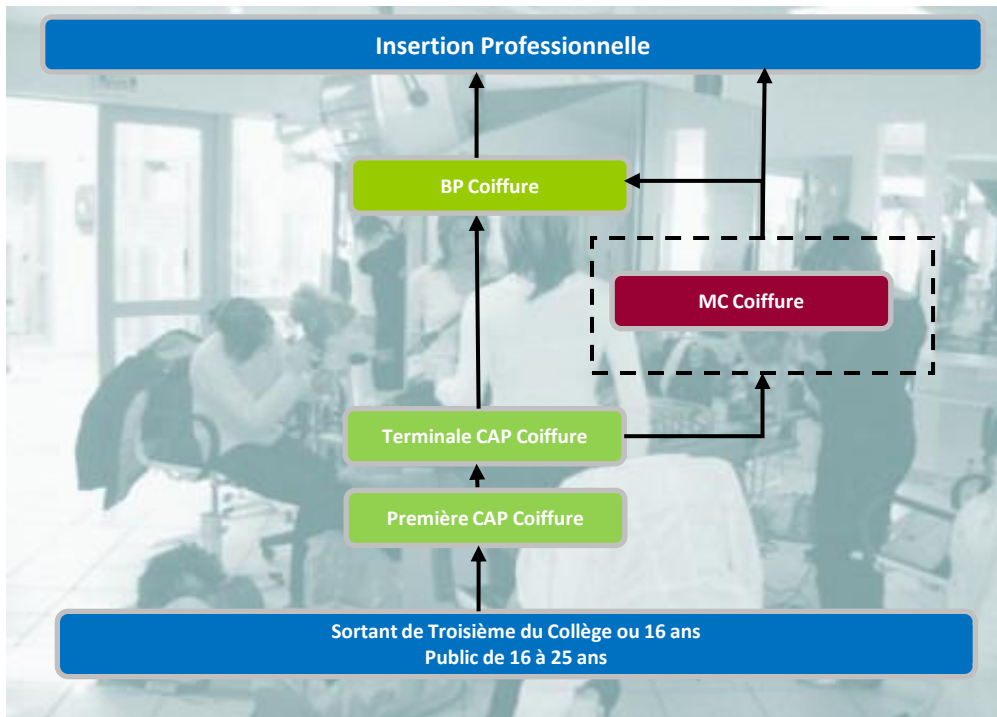 Insertion Professionnelle
BP Coiffure
MC Coiffure
Terminale CAP Coiffure
Première CAP Coiffure
Sortant de Troisième du Collège ou 16 ans
Public de 16 à 25 ans